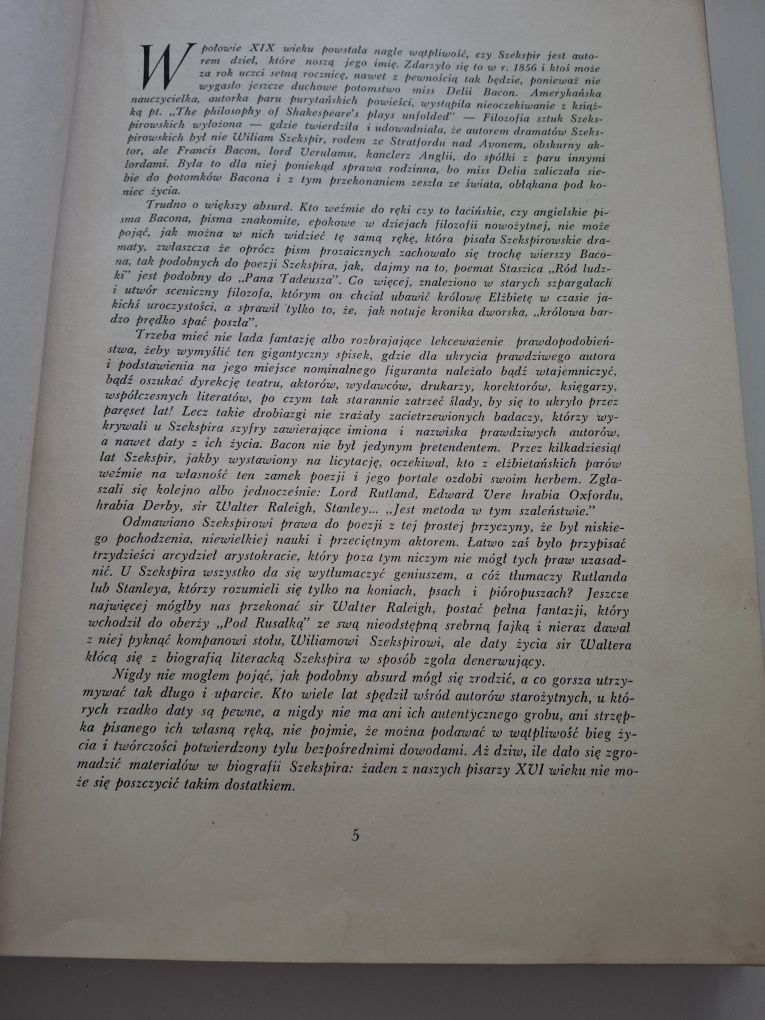 W połowie XIX wieku powstała nagle wątpliwość, czy Szekspir jest auto-
rem dzieł, które noszą jego imię. Zdarzyło się to w r. 1856 i ktoś może
za rok uczci setną rocznicę, nawet z pewnością tak będzie, ponieważ nie
wygasło jeszcze duchowe potomstwo miss Delii Bacon. Amerykańska
nauczycielka, autorka paru purytańskich powieści, wystąpiła nieoczekiwanie z książ-
ką pt. „The philosophy of Shakespeare's plays unfolded" — Filozofia sztuk Szeks-
pirowskich wyłożona — gdzie twierdziła i udowadniała, że autorem dramatów Szeks-
pirowskich był nie Wiliam Szekspir, rodem ze Stratfordu nad Avonem, obskurny ak-
tor, ale Francis Bacon, lord Verulamu, kanclerz Anglii, do spółki z paru innymi
lordami. Była to dla niej poniekąd sprawa rodzinna, bo miss Delia zaliczała sie-
bie do potomków Bacona i z tym przekonaniem zeszła ze świata, obłąkana pod ko-
niec życia.
Trudno o większy absurd. Kto weźmie do ręki czy to łacińskie, czy angielskie pi-
sma Bacona, pisma znakomite, epokowe w dziejach filozofii nowożytnej, nie może
pojąć, jak można w nich widzieć tę samą rękę, która pisała Szekspirowskie dra-
maty, zwłaszcza że oprócz pism prozaicznych zachowało się trochę wierszy Baco-
na, tak podobnych do poezji Szekspira, jak, dajmy na to, poemat Staszica „Ród ludz-
ki" jest podobny do „Pana Tadeusza". Co więcej, znaleziono w starych szpargałach
i utwór sceniczny filozofa, którym on chciał ubawić królowę Elżbietę w czasie ja-
kichś uroczystości, a sprawił tylko to, że, jak notuje kronika dworska, „królowa bar-
dzo prędko spać poszła".
Trzeba mieć nie lada fantazję albo rozbrajające lekceważenie prawdopodobień-
stwa, żeby wymyślić ten gigantyczny spisek, gdzie dla ukrycia prawdziwego autora
i podstawienia na jego miejsce nominalnego figuranta należało bądź wtajemniczyć,
bądź oszukać dyrekcję teatru, aktorów, wydawców, drukarzy, korektorów, księgarzy,
współczesnych literatów, po czym tak starannie zatrzeć ślady, by się to ukryło przez
paręset lat! Lecz takie drobiazgi nie zrażały zacietrzewionych badaczy, którzy wy-
krywali u Szekspira szyfry zawierające imiona i nazwiska prawdziwych autorów,
a nawet daty z ich życia. Bacon nie był jedynym pretendentem. Przez kilkadziesiąt
lat Szekspir, jakby wystawiony na licytację, oczekiwał, kto z elżbietańskich parów
weźmie na własność ten zamek poezji i jego portale ozdobi swoim herbem. Zgła-
szali się kolejno albo jednocześnie: Lord Rutland, Edward Vere hrabia Oxfordu,
hrabia Derby, sir Walter Raleigh, Stanley... „Jest metoda w tym szaleństwie."
Odmawiano Szekspirowi prawa do poezji z tej prostej przyczyny, że był niskie-
go pochodzenia, niewielkiej nauki i przeciętnym aktorem. Łatwo zaś było przypisać
trzydzieści arcydzieł arystokracie, który poza tym niczym nie mógł tych praw uzasad-
nić. U Szekspira wszystko da się wytłumaczyć geniuszem, a cóż tłumaczy Rutlanda
lub Stanleya, którzy rozumieli się tylko na koniach, psach i pióropuszach? Jeszcze
najwięcej mógłby nas przekonać sir Walter Raleigh, postać pełna fantazji, który
wchodził do oberży „Pod Rusałką" ze swą nieodstępną srebrną fajką i nieraz dawał
z niej pyknąć kompanowi stołu, Wiliamowi Szekspirowi, ale daty życia sir Waltera
kłócą się z biografią literacką Szekspira w sposób zgoła denerwujący.
Nigdy nie mogłem pojąć, jak podobny absurd mógł się zrodzić, a co gorsza utrzy-
mywać tak długo i uparcie. Kto wiele lat spędził wśród autorów starożytnych, u któ-
rych rzadko daty są pewne, a nigdy nie ma ani ich autentycznego grobu, ani strzęp-
ka pisanego ich własną ręką, nie pojmie, że można podawać w wątpliwość bieg ży-
cia i twórczości potwierdzony tylu bezpośrednimi dowodami. Aż dziw, ile dało się zgro-
madzić materiałów w biografii Szekspira: żaden z naszych pisarzy XVI wieku nie mo-
że się poszczycić takim dostatkiem.
5